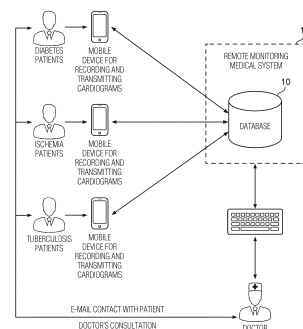 DIABETES
PATIENTS
MOBILE
DEVICE FOR
RECORDING AND
TRANSMITTING
CARDIOGRAMS
ISCHEMIA
PATIENTS
MOBILE
DEVICE FOR
RECORDING AND
TRANSMITTING
CARDIOGRAMS
TUBERCULOSIS
PATIENTS
MOBILE
DEVICE FOR
RECORDING AND
TRANSMITTING
CARDIOGRAMS
1
REMOTE MONITORING
MEDICAL SYSTEM
10
DATABASE
E-MAIL CONTACT WITH PATIENT
DOCTOR'S CONSULTATION
DOCTOR